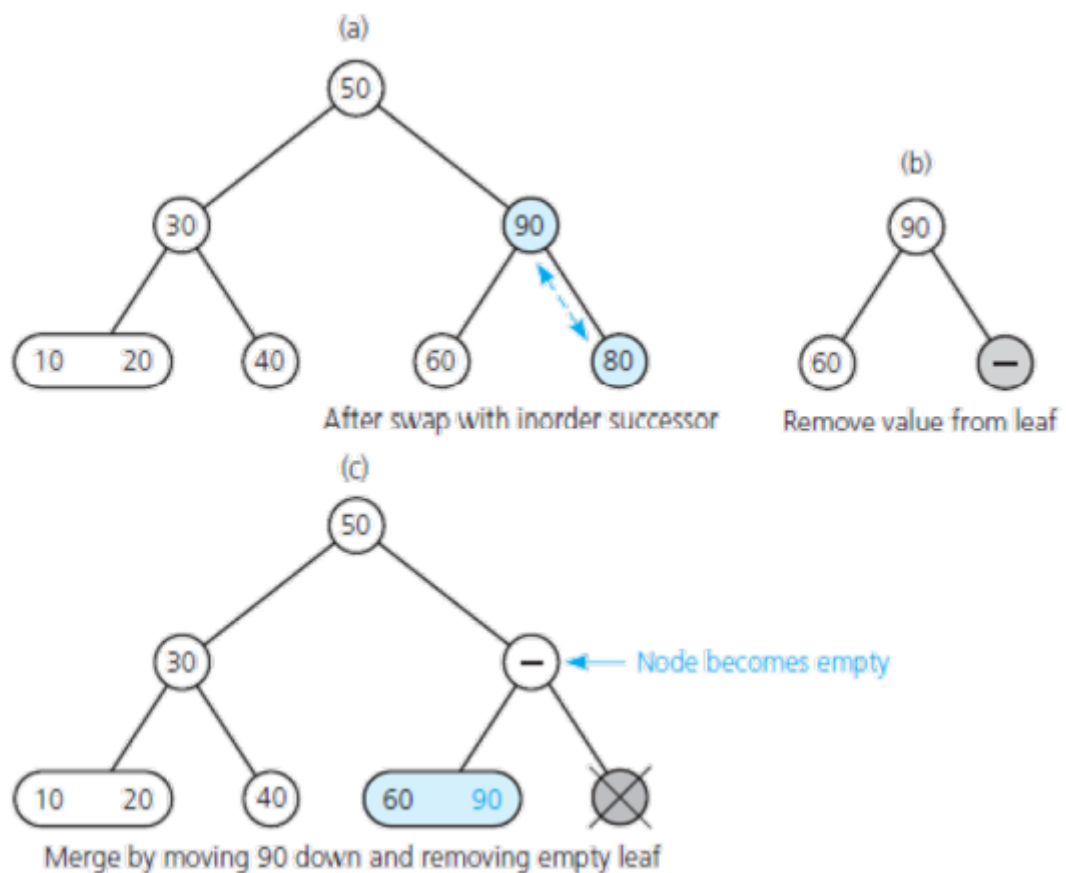 (a)
50
30 90
10 20 40 60 80
After swap with inorder successor
(b)
90
60 –
Remove value from leaf
(c)
50
30 – Node becomes empty
10 20 40 60 90
Merge by moving 90 down and removing empty leaf